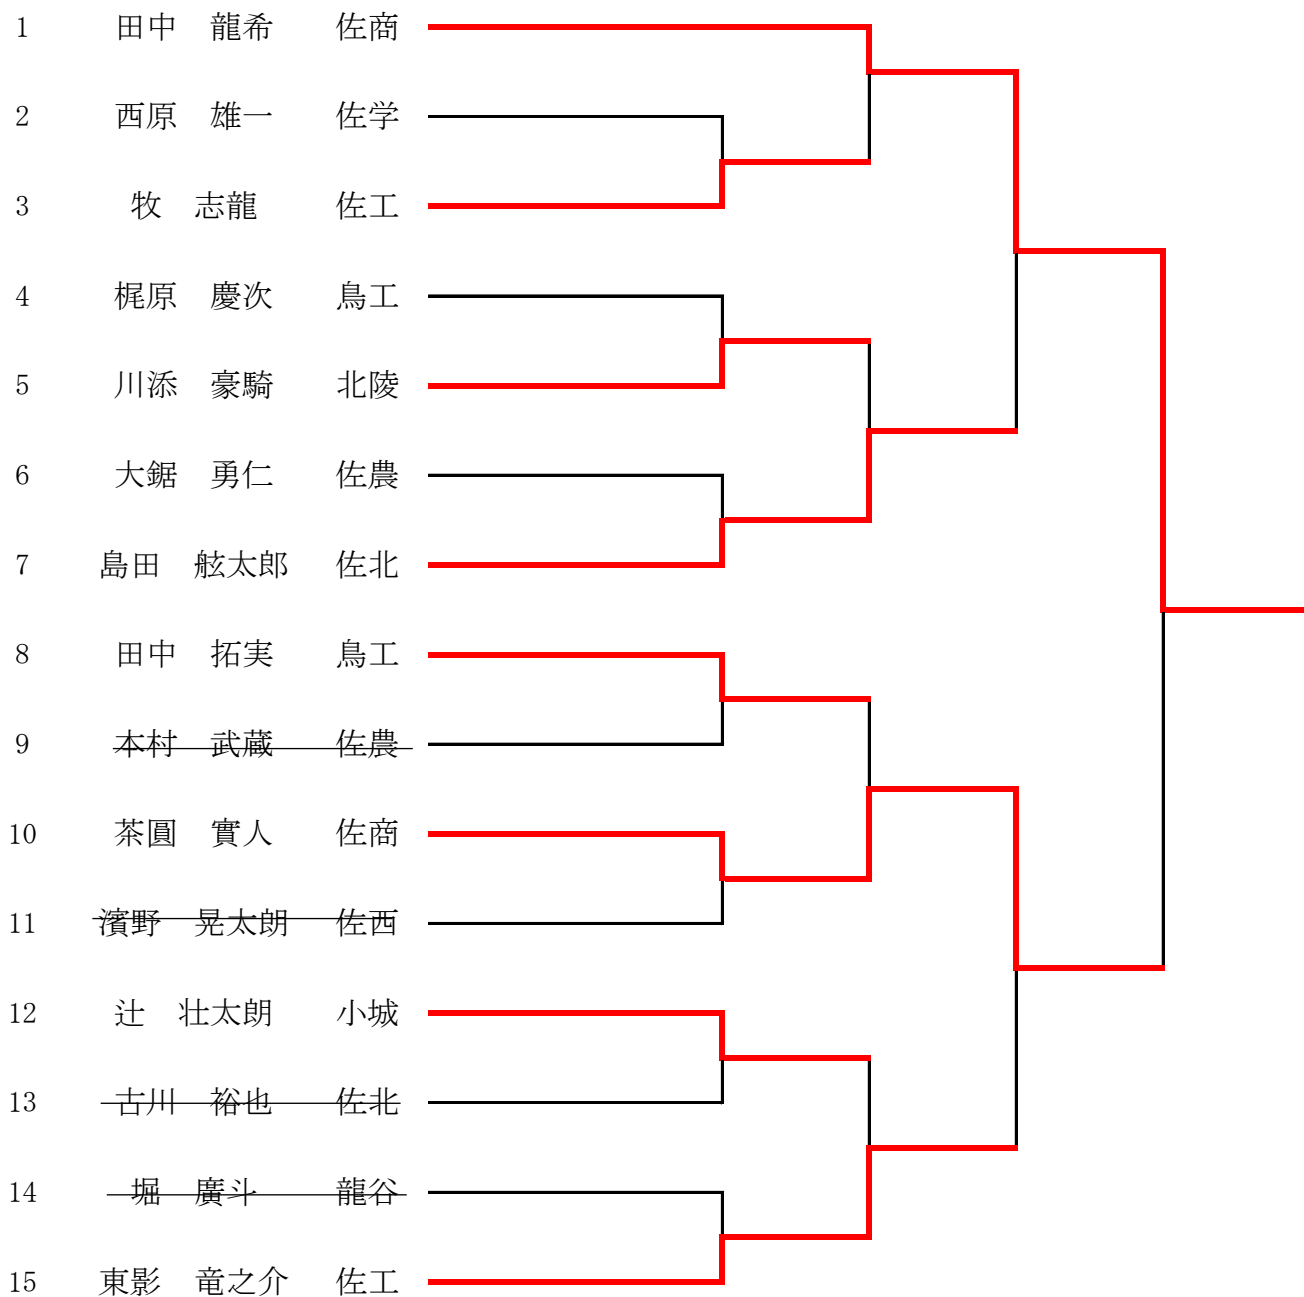 1 田中 龍希 佐商
2 西原 雄一 佐学
3 牧 志龍 佐工
4 梶原 慶次 鳥工
5 川添 豪騎 北陵
6 大鋸 勇仁 佐農
7 島田 舷太郎 佐北
8 田中 拓実 鳥工
9 本村 武蔵 佐農
10 茶圓 實人 佐商
11 濱野 晃太朗 佐西
12 辻 壮太朗 小城
13 古川 裕也 佐北
14 堀 廣斗 龍谷
15 東影 竜之介 佐工